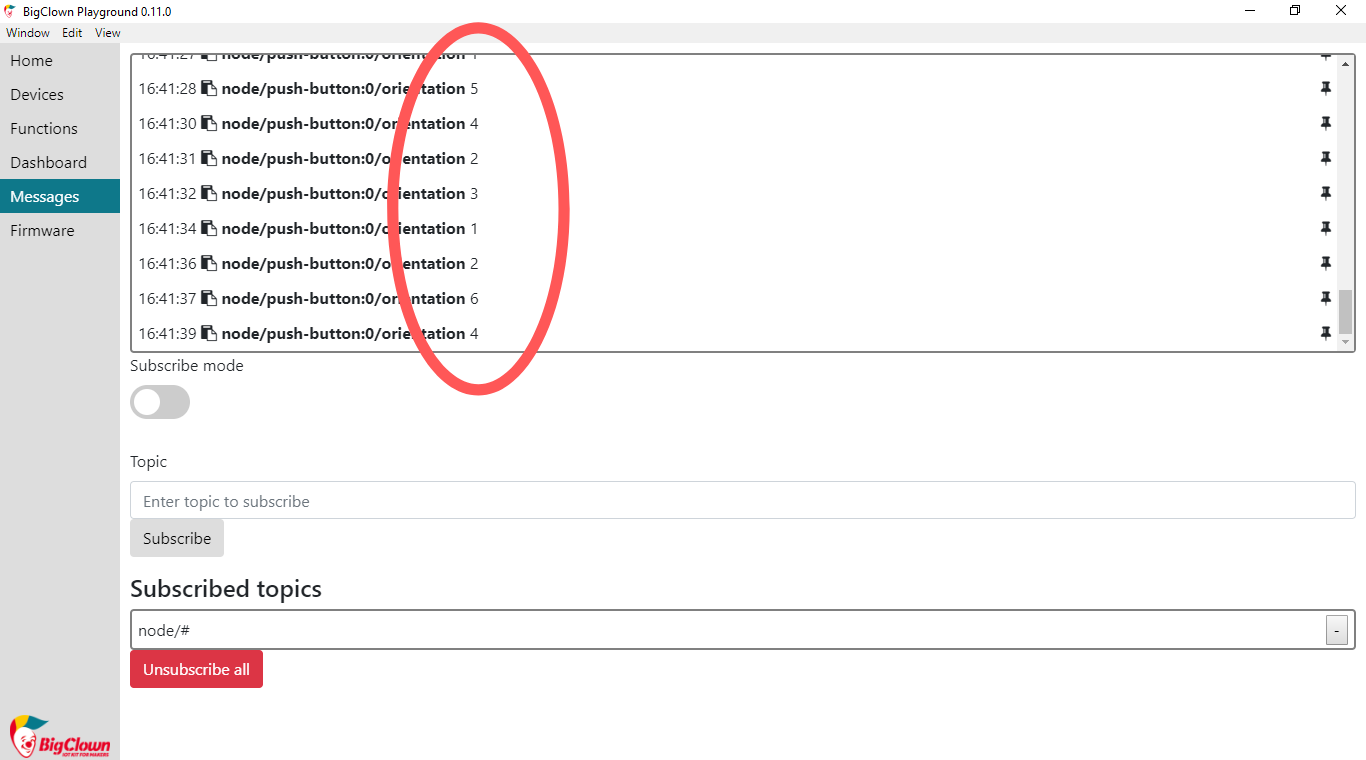 BigClown Playground 0.11.0
Window Edit View
Home
Devices
Functions
Dashboard
Messages
Firmware
16:41:27 node/push-button:0/orientation 1
16:41:28 node/push-button:0/orientation 5
16:41:30 node/push-button:0/orientation 4
16:41:31 node/push-button:0/orientation 2
16:41:32 node/push-button:0/orientation 3
16:41:34 node/push-button:0/orientation 1
16:41:36 node/push-button:0/orientation 2
16:41:37 node/push-button:0/orientation 6
16:41:39 node/push-button:0/orientation 4
Subscribe mode
Topic
Enter topic to subscribe
Subscribe
Subscribed topics
node/#
-
Unsubscribe all
BigClown
IOT KIT FOR MAKERS